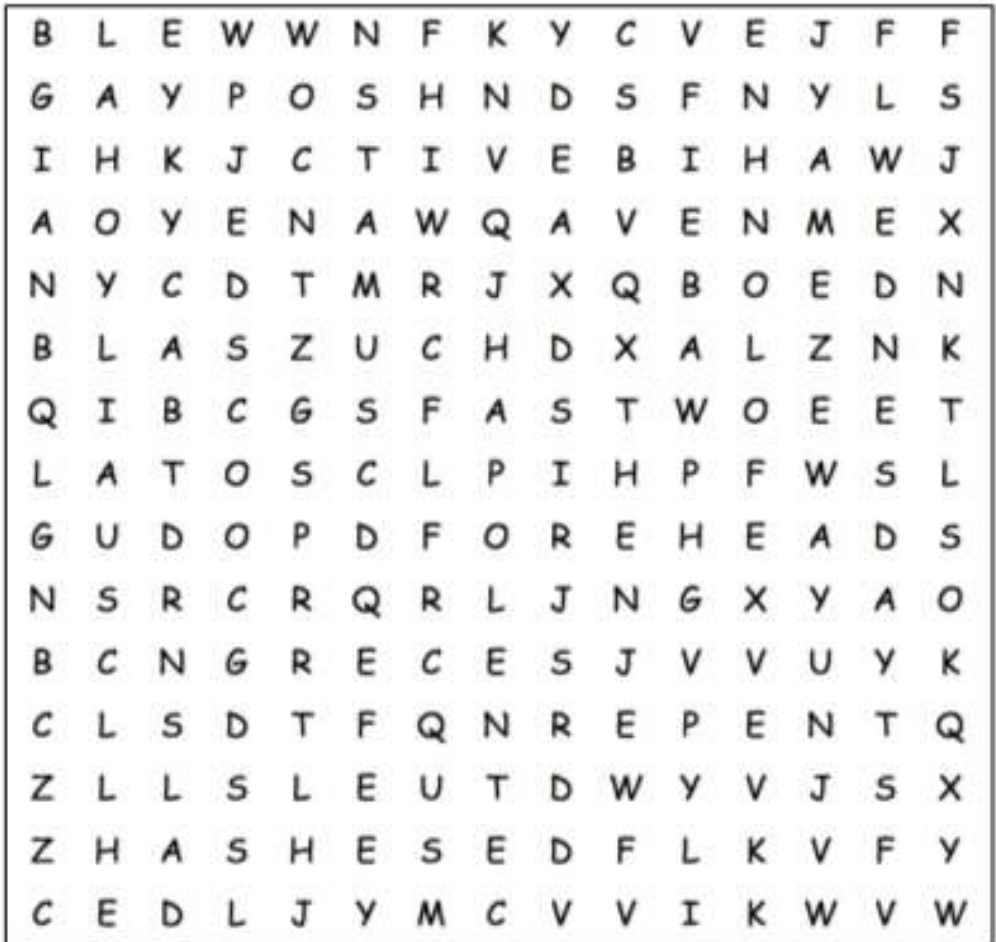 B L E W W N F K Y C V E J F F
G A Y P O S H N D S F N Y L S
I H K J C T I V E B I H A W J
A O Y E N A W Q A V E N M E X
N Y C D T M R J X Q B O E D N
B L A S Z U C H D X A L Z N K
Q I B C G S F A S T W O E E T
L A T O S C L P I H P F W S L
G U D O P D F O R E H E A D S
N S R C R Q R L J N G X Y A O
B C N G R E C E S J V V U Y K
C L S D T F Q N R E P E N T Q
Z L L S L E U T D W Y V J S X
Z H A S H E S E D F L K V F Y
C E D L J Y M C V V I K W V W